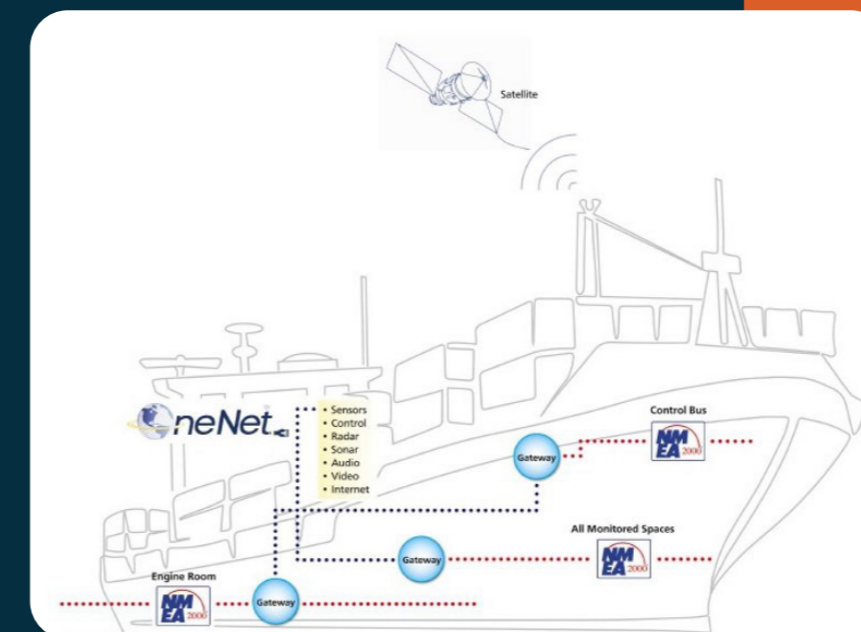 Satellite
OneNet
• Sensors
• Control
• Radar
• Sonar
• Audio
• Video
• Internet
Control Bus
Gateway
NMEA 2000
All Monitored Spaces
Gateway
NMEA 2000
Engine Room
NMEA 2000
Gateway